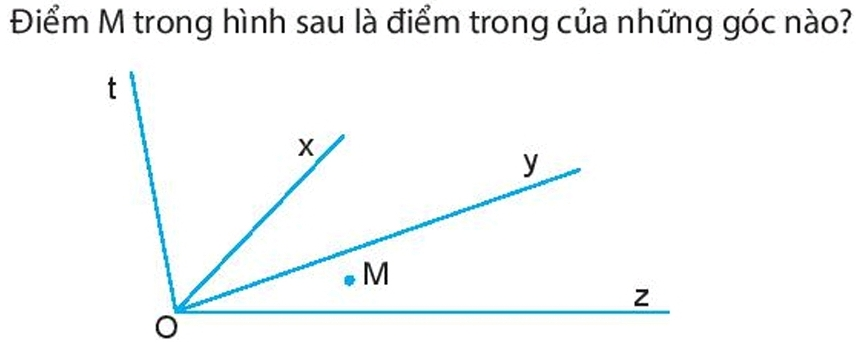 Điểm M trong hình sau là điểm trong của những góc nào?
t
x
y
M
z
O